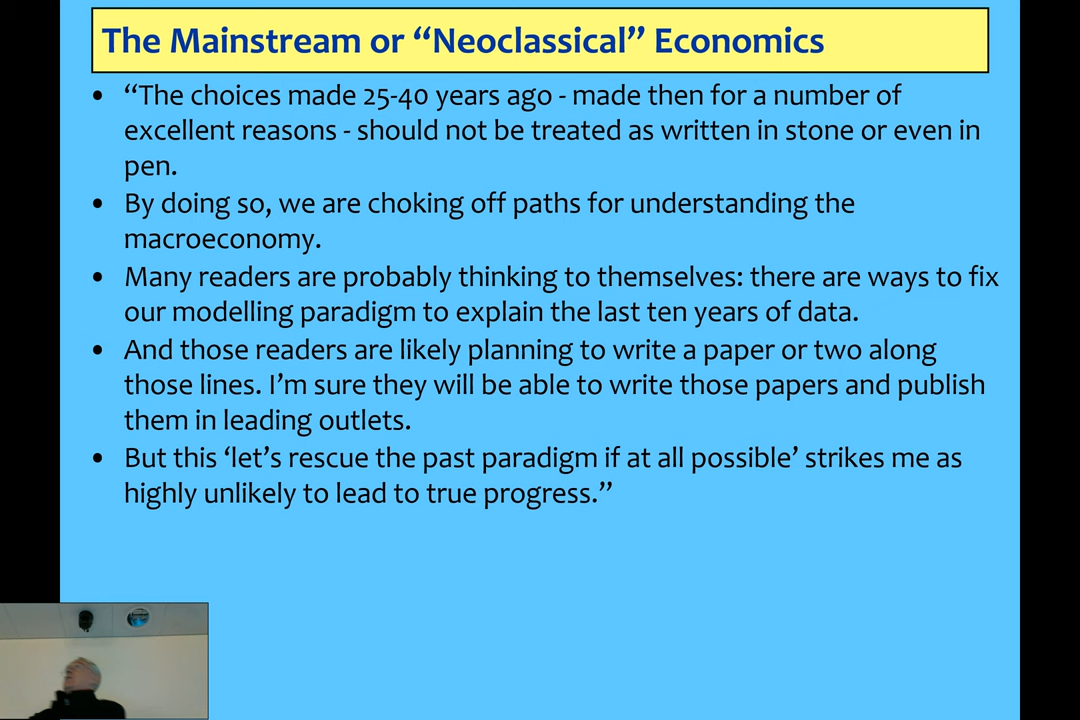 The Mainstream or “Neoclassical” Economics
• “The choices made 25-40 years ago - made then for a number of
excellent reasons - should not be treated as written in stone or even in
pen.
• By doing so, we are choking off paths for understanding the
macroeconomy.
• Many readers are probably thinking to themselves: there are ways to fix
our modelling paradigm to explain the last ten years of data.
• And those readers are likely planning to write a paper or two along
those lines. I’m sure they will be able to write those papers and publish
them in leading outlets.
• But this ‘let’s rescue the past paradigm if at all possible’ strikes me as
highly unlikely to lead to true progress.”